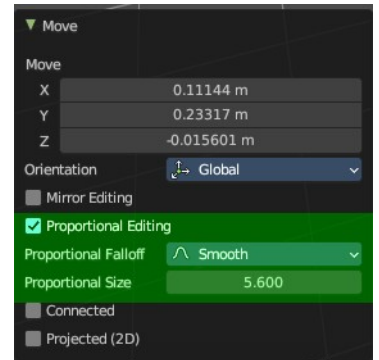 Move
Move
X 0.11144 m
Y 0.23317 m
Z -0.015601 m
Orientation Global
Mirror Editing
Proportional Editing
Proportional Falloff Smooth
Proportional Size 5.600
Connected
Projected (2D)